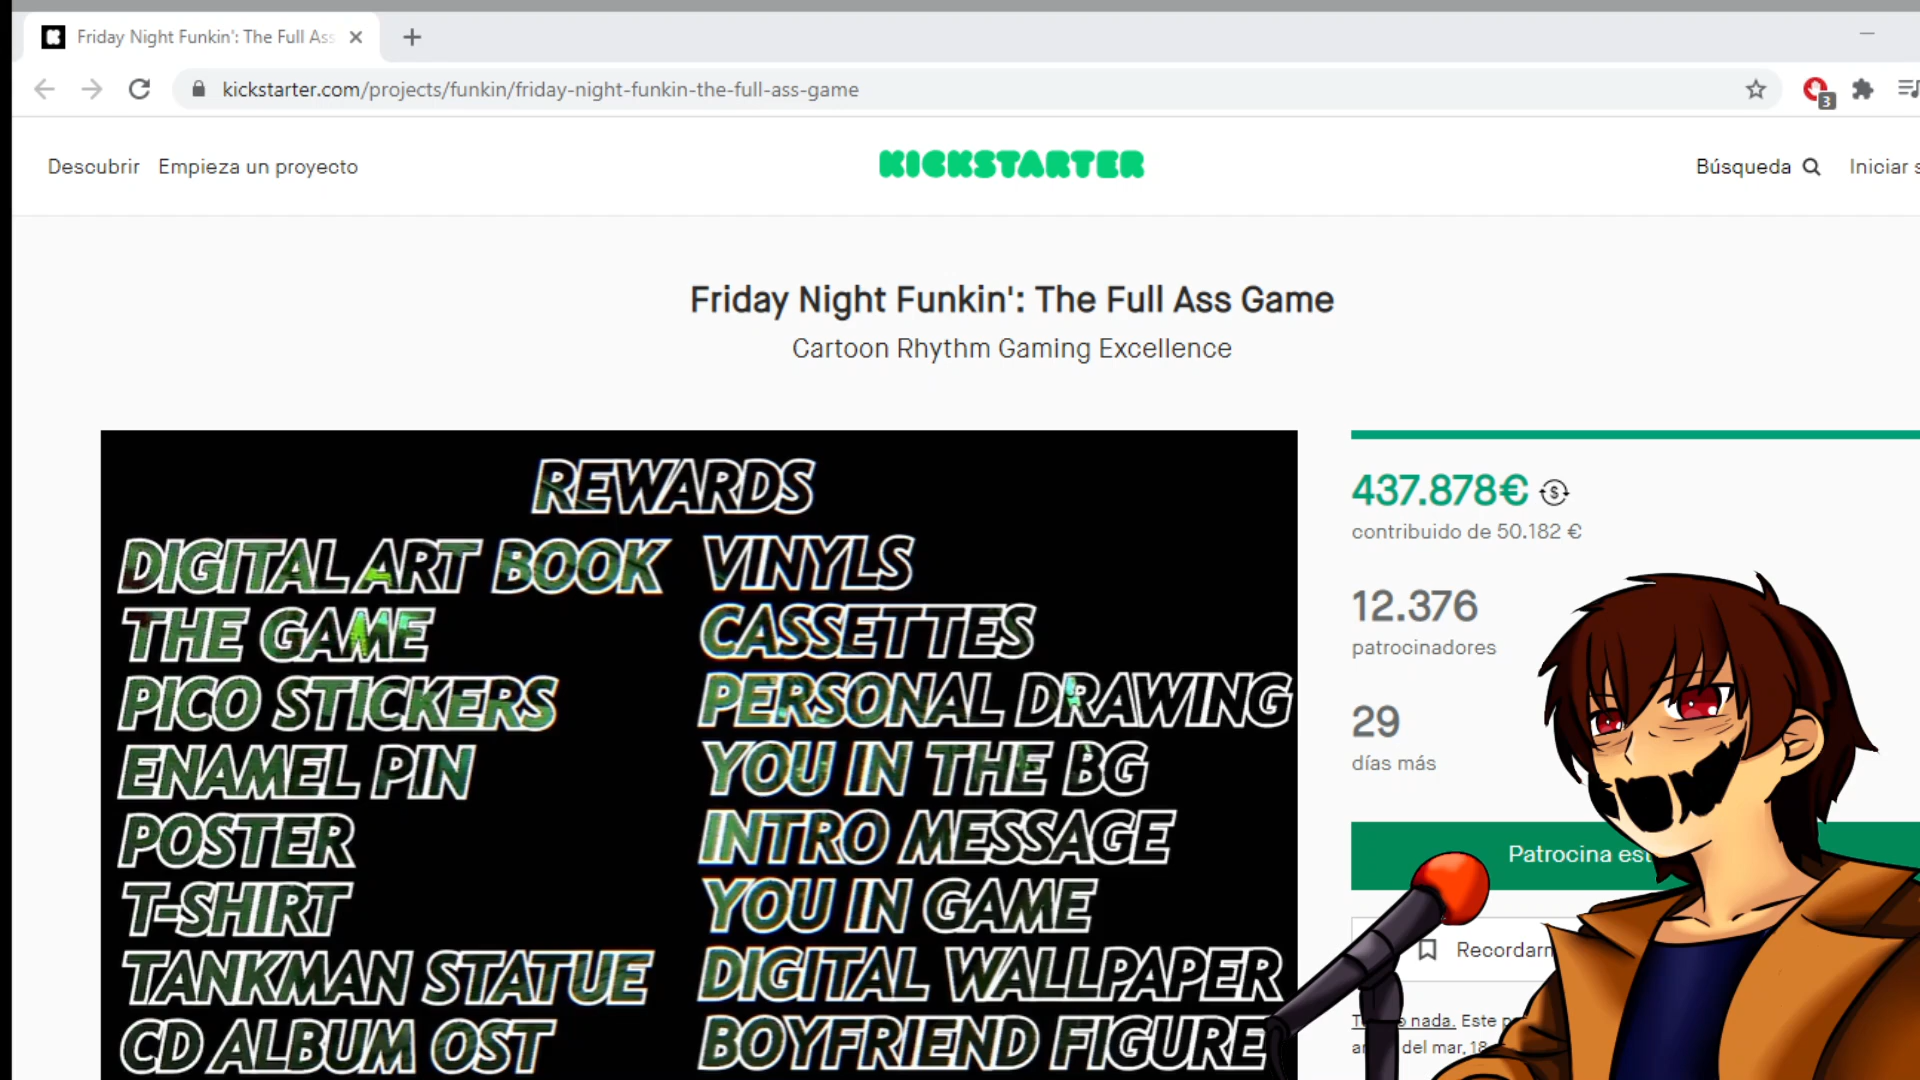 Friday Night Funkin': The Full Ass
kickstarter.com/projects/funkin/friday-night-funkin-the-full-ass-game
3
Descubrir Empieza un proyecto
KICKSTARTER
Búsqueda Iniciar
Friday Night Funkin': The Full Ass Game
Cartoon Rhythm Gaming Excellence
REWARDS
DIGITAL ART BOOK
THE GAME
PICO STICKERS
ENAMEL PIN
POSTER
T-SHIRT
TANKMAN STATUE
CD ALBUM OST
VINYLS
CASSETTES
PERSONAL DRAWING
YOU IN THE BG
INTRO MESSAGE
YOU IN GAME
DIGITAL WALLPAPER
BOYFRIEND FIGURE
437.878€
contribuido de 50.182 €
12.376
patrocinadores
29
días más
Patrocina
nada. Este
del mar, 18